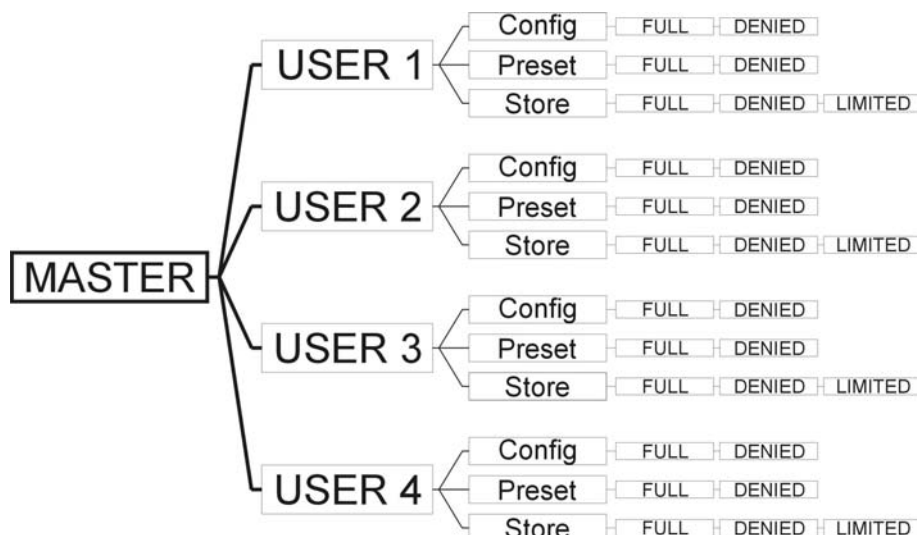 Config FULL DENIED
USER 1 Preset FULL DENIED
Store FULL DENIED LIMITED
Config FULL DENIED
USER 2 Preset FULL DENIED
Store FULL DENIED LIMITED
MASTER
Config FULL DENIED
USER 3 Preset FULL DENIED
Store FULL DENIED LIMITED
Config FULL DENIED
USER 4 Preset FULL DENIED
Store FULL DENIED LIMITED